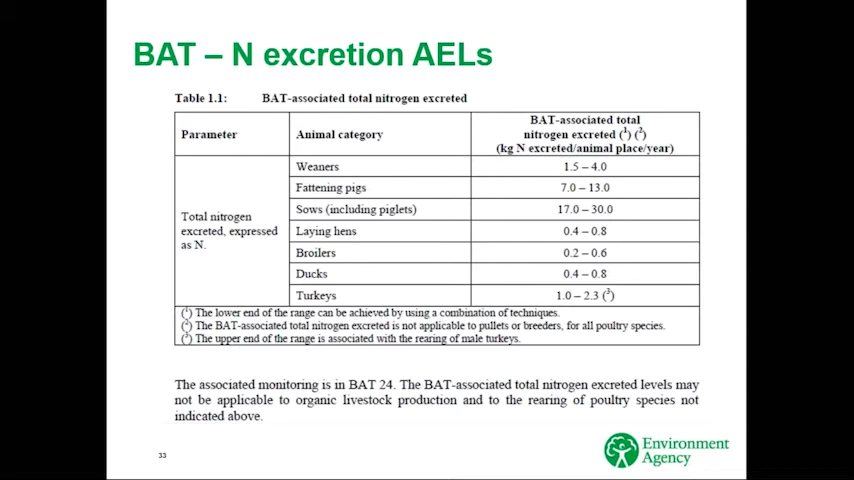 BAT – N excretion AELs
Table 1.1: BAT-associated total nitrogen excreted
Parameter
Animal category
BAT-associated total
nitrogen excreted (1) (2)
(kg N excreted/animal place/year)
Total nitrogen
excreted, expressed
as N.
Weaners 1.5 – 4.0
Fattening pigs 7.0 – 13.0
Sows (including piglets) 17.0 – 30.0
Laying hens 0.4 – 0.8
Broilers 0.2 – 0.6
Ducks 0.4 – 0.8
Turkeys 1.0 – 2.3 (3)
(1) The lower end of the range can be achieved by using a combination of techniques.
(2) The BAT-associated total nitrogen excreted is not applicable to pullets or breeders, for all poultry species.
(3) The upper end of the range is associated with the rearing of male turkeys.
The associated monitoring is in BAT 24. The BAT-associated total nitrogen excreted levels may
not be applicable to organic livestock production and to the rearing of poultry species not
indicated above.
33
Environment
Agency